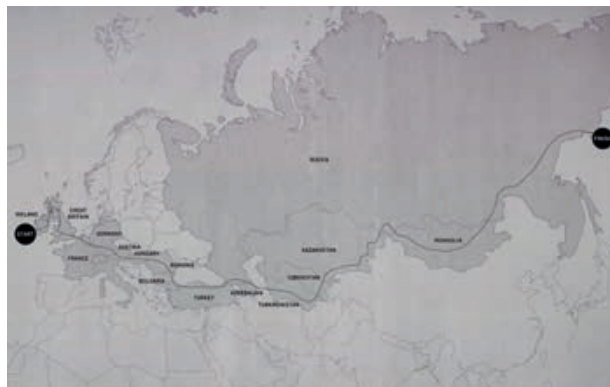 IRELAND
START
GREAT
BRITAIN
FRANCE
GERMANY
AUSTRIA
HUNGARY
ROMANIA
BULGARIA
TURKEY
AZERBAIJAN
TURKMENISTAN
UZBEKISTAN
KAZAKHSTAN
RUSSIA
MONGOLIA
FINISH